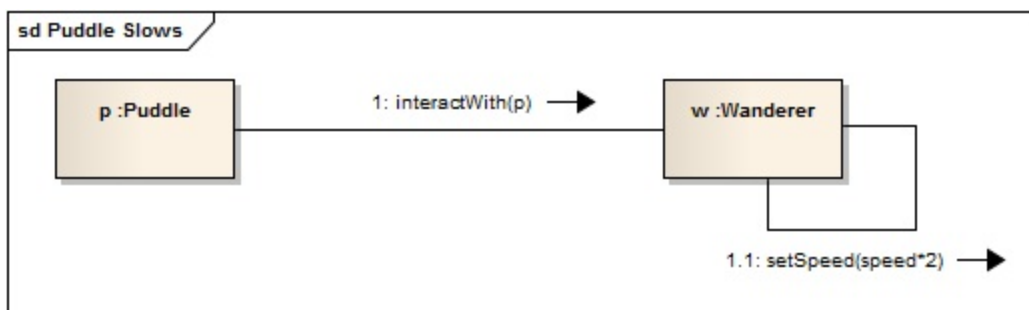 sd Puddle Slows
p :Puddle
1: interactWith(p)
w :Wanderer
1.1: setSpeed(speed*2)